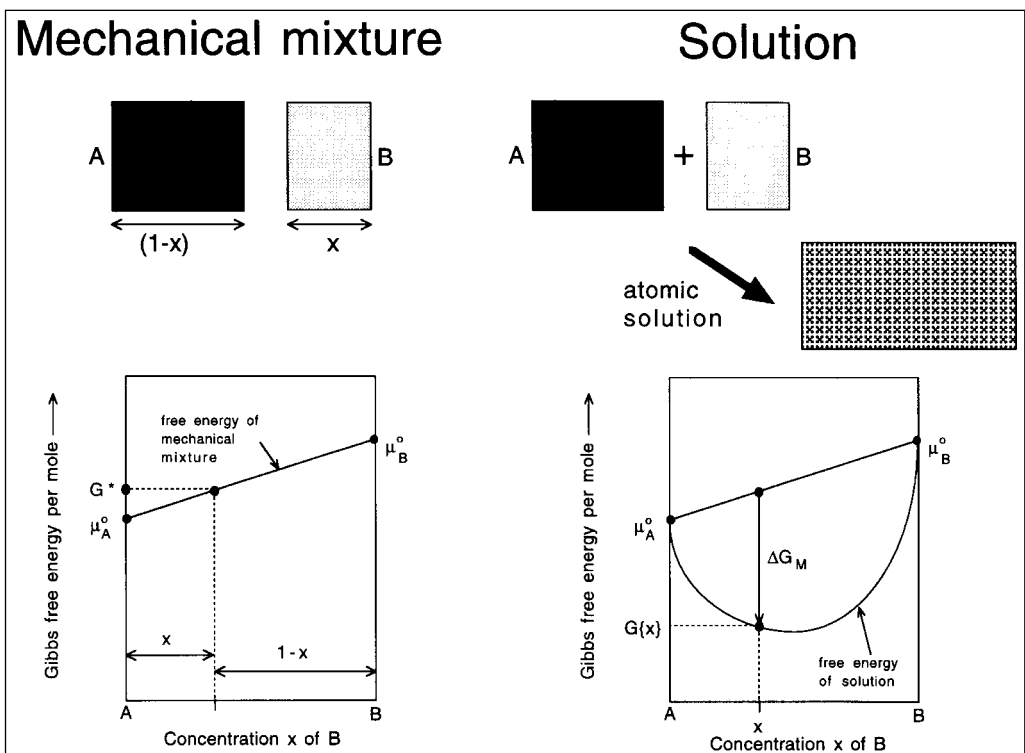 Mechanical mixture
A
B
(1-x)
x
Solution
A
+
B
atomic
solution
Gibbs free energy per mole
free energy of
mechanical
mixture
μ°B
G*
μ°A
x
1-x
A
B
Concentration x of B
Gibbs free energy per mole
μ°B
μ°A
ΔGM
G{x}
free energy
of solution
A
x
B
Concentration x of B